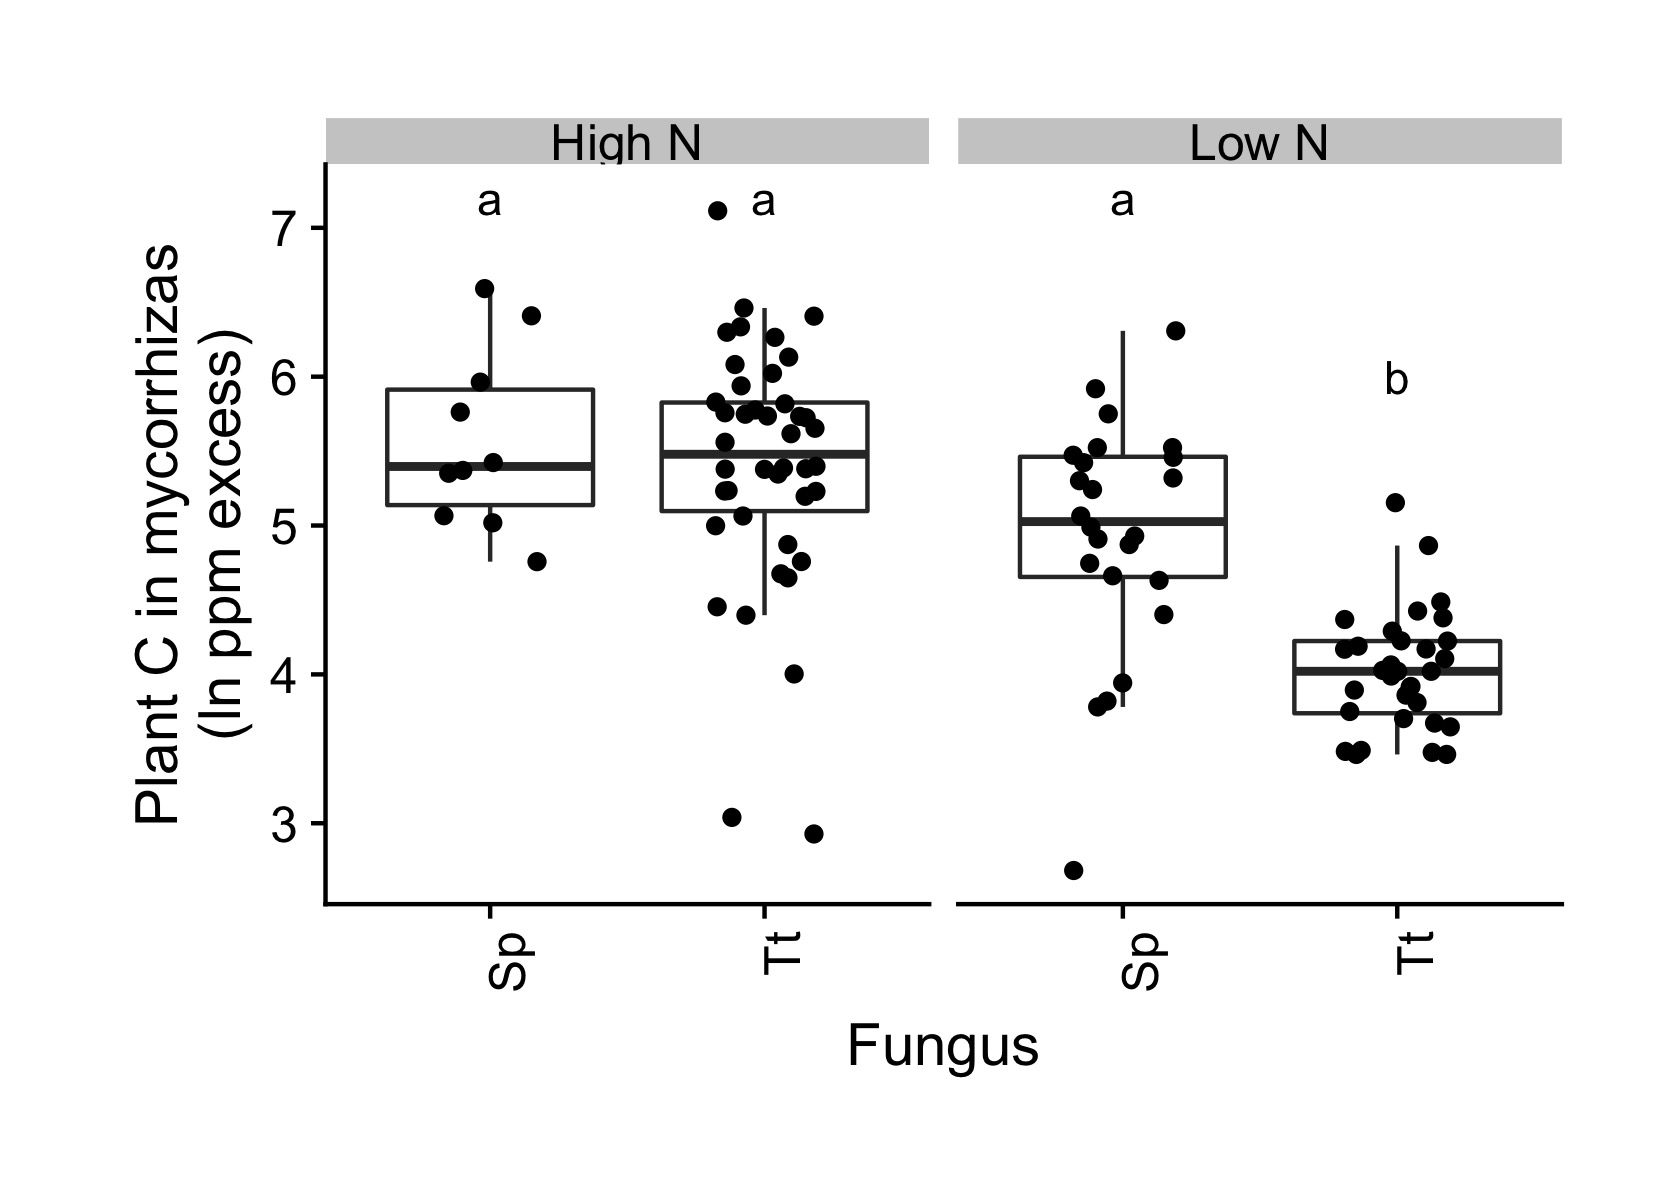 High N
Low N
a
a
a
b
7
6
5
4
3
Plant C in mycorrhizas
(ln ppm excess)
Sp
Tt
Sp
Tt
Fungus